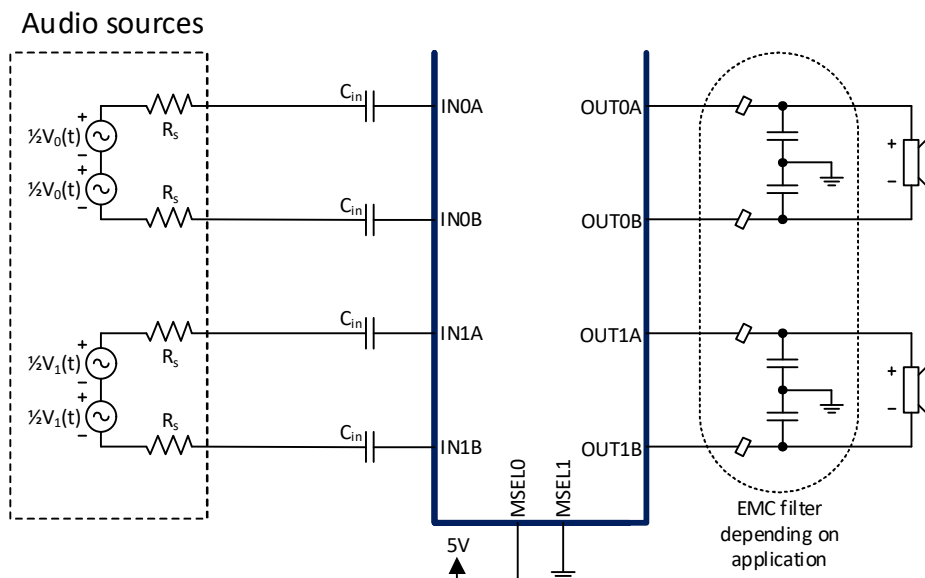 Audio sources
+
½V₀(t)
−
+
½V₀(t)
−
Rₛ
Rₛ
Cᵢₙ
Cᵢₙ
IN0A
IN0B
OUT0A
OUT0B
+
−
+
½V₁(t)
−
+
½V₁(t)
−
Rₛ
Rₛ
Cᵢₙ
Cᵢₙ
IN1A
IN1B
OUT1A
OUT1B
+
−
MSEL0
MSEL1
5V
EMC filter
depending on
application